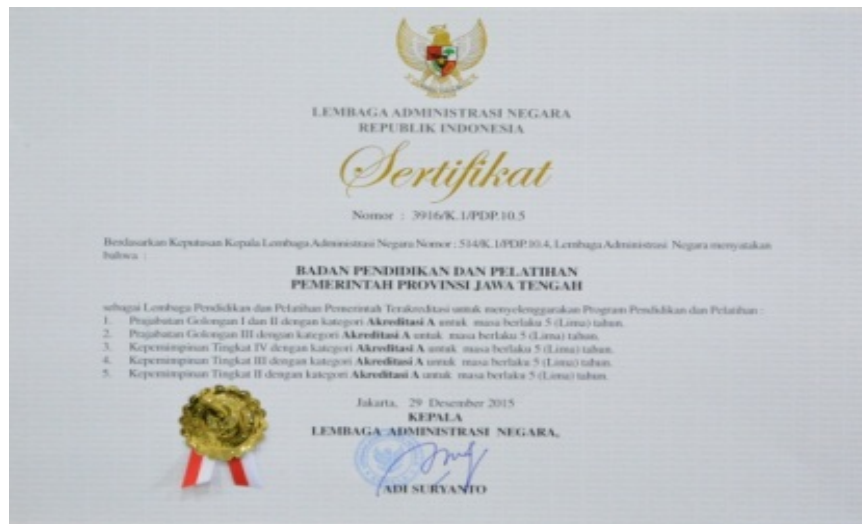 LEMBAGA ADMINISTRASI NEGARA
REPUBLIK INDONESIA
Sertifikat
Nomor : 3916/K.1/PDP.10.5
Berdasarkan Keputusan Kepala Lembaga Administrasi Negara Nomor : 514/K.1/PDP.10.4, Lembaga Administrasi Negara menyatakan
bahwa :
BADAN PENDIDIKAN DAN PELATIHAN
PEMERINTAH PROVINSI JAWA TENGAH
sebagai Lembaga Pendidikan dan Pelatihan Pemerintah Terakreditasi untuk menyelenggarakan Program Pendidikan dan Pelatihan :
1. Prajabatan Golongan I dan II dengan kategori Akreditasi A untuk masa berlaku 5 (Lima) tahun.
2. Prajabatan Golongan III dengan kategori Akreditasi A untuk masa berlaku 5 (Lima) tahun.
3. Kepemimpinan Tingkat IV dengan kategori Akreditasi A untuk masa berlaku 5 (Lima) tahun.
4. Kepemimpinan Tingkat III dengan kategori Akreditasi A untuk masa berlaku 5 (Lima) tahun.
5. Kepemimpinan Tingkat II dengan kategori Akreditasi A untuk masa berlaku 5 (Lima) tahun.
Jakarta, 29 Desember 2015
KEPALA
LEMBAGA ADMINISTRASI NEGARA,
ADI SURYANTO